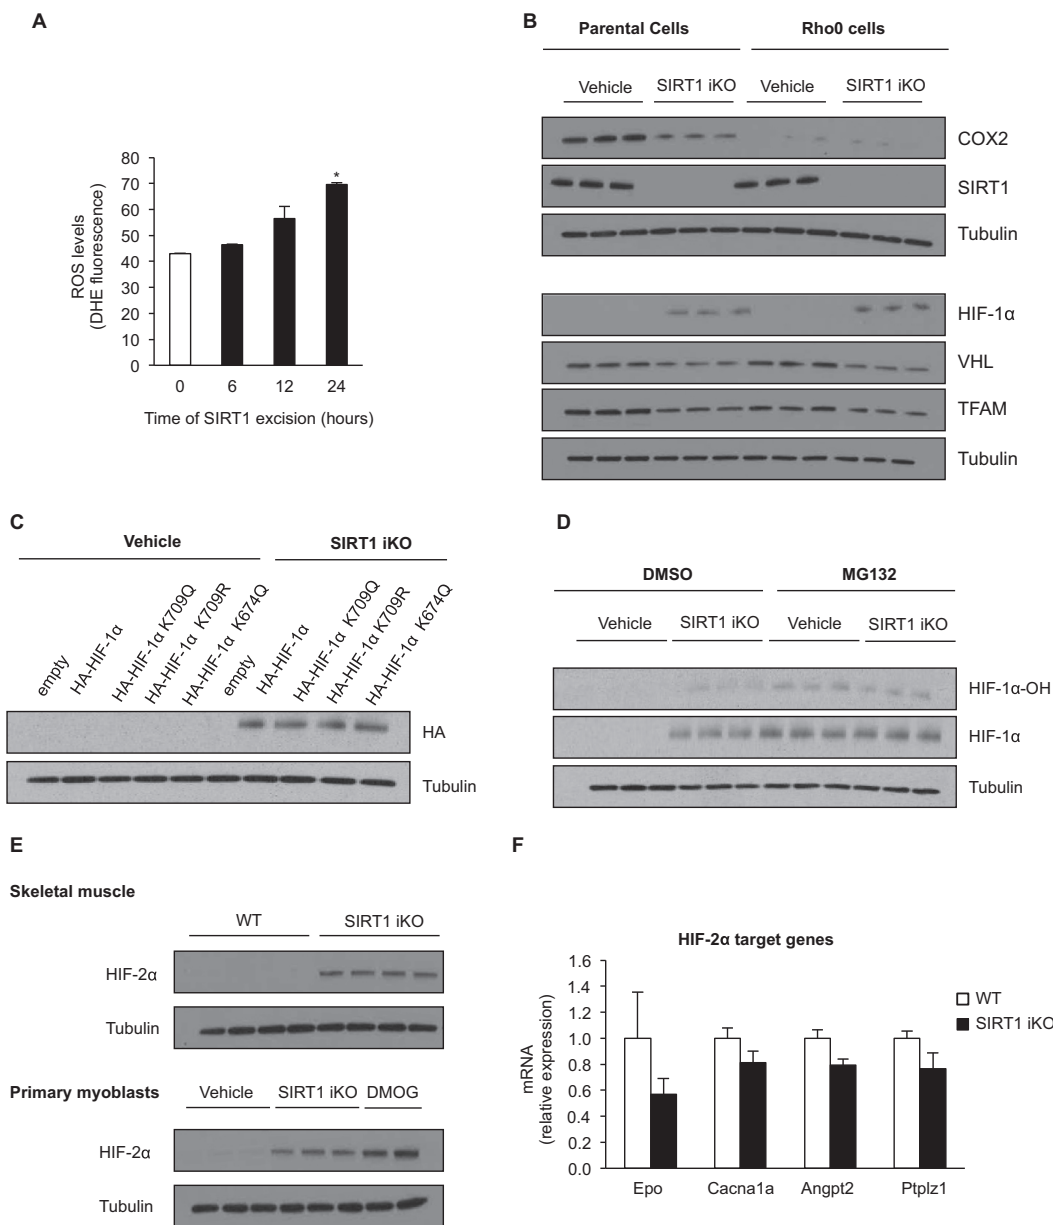 A
80
70
60
50
40
30
20
10
0
ROS levels
(DHE fluorescence)
*
0 6 12 24
Time of SIRT1 excision (hours)
B
Parental Cells Rho0 cells
Vehicle SIRT1 iKO Vehicle SIRT1 iKO
COX2
SIRT1
Tubulin
HIF-1α
VHL
TFAM
Tubulin
C
Vehicle SIRT1 iKO
empty
HA-HIF-1α
HA-HIF-1α K709Q
HA-HIF-1α K709R
HA-HIF-1α K674Q
empty
HA-HIF-1α
HA-HIF-1α K709Q
HA-HIF-1α K709R
HA-HIF-1α K674Q
HA
Tubulin
D
DMSO MG132
Vehicle SIRT1 iKO Vehicle SIRT1 iKO
HIF-1α-OH
HIF-1α
Tubulin
E
Skeletal muscle
WT SIRT1 iKO
HIF-2α
Tubulin
Primary myoblasts Vehicle SIRT1 iKO DMOG
HIF-2α
Tubulin
F
HIF-2α target genes
1.6
1.4
1.2
1.0
0.8
0.6
0.4
0.2
0.0
mRNA
(relative expression)
WT
SIRT1 iKO
Epo Cacna1a Angpt2 Ptplz1